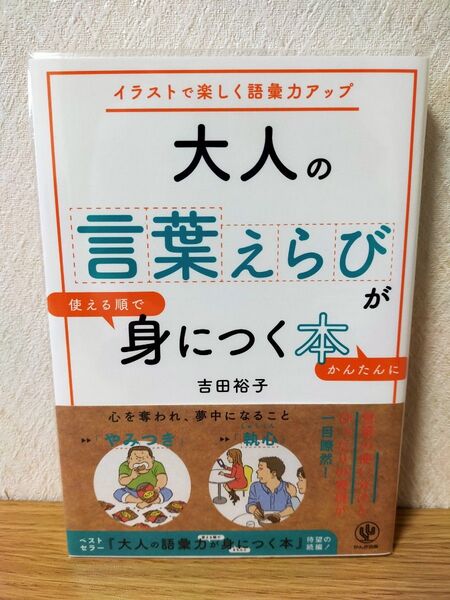 イラストで楽しく語彙力アップ
大人の
言葉えらび
が
使える順で
かんたんに
身につく本
吉田裕子
心を奪われ、夢中になること
「やみつき」
「執心」
一目瞭然！
ベスト
セラー
『大人の語彙力が身につく本』
待望の
続編！
かんき出版